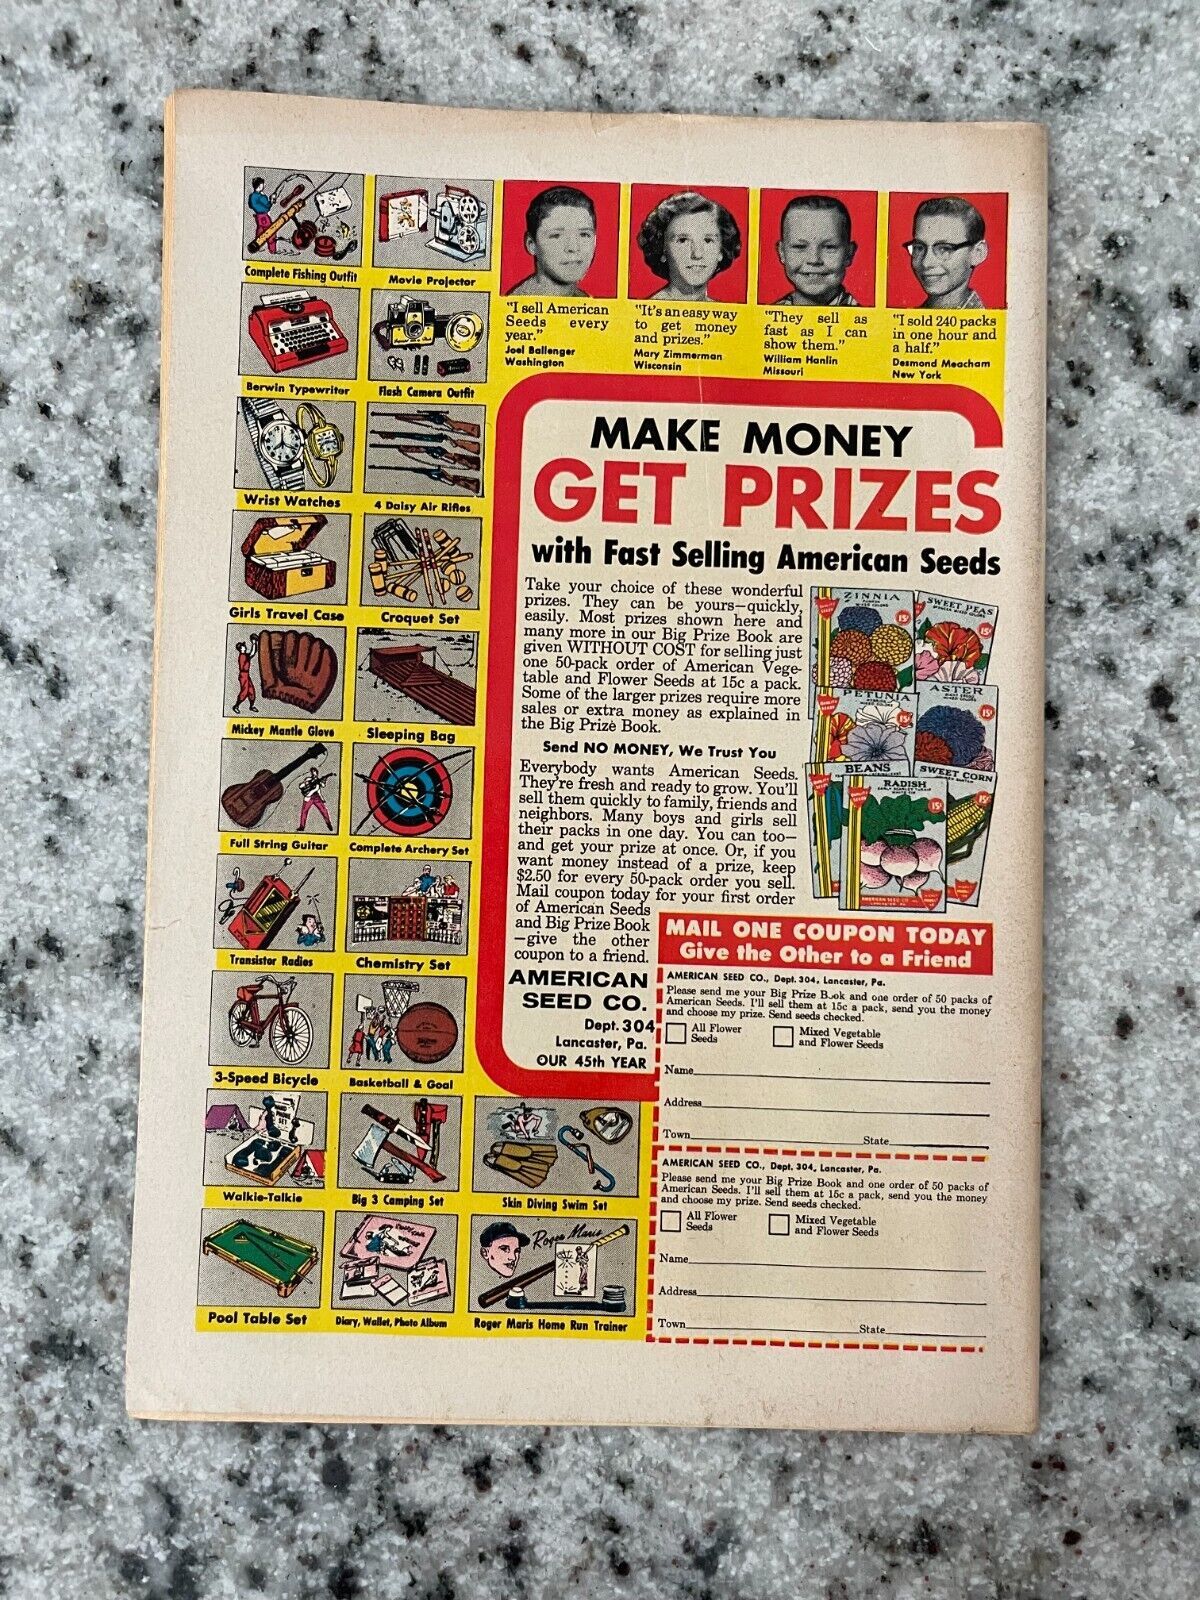 Complete Fishing Outfit
Movie Projector
Berwin Typewriter
Flash Camera Outfit
Wrist Watches
4 Daisy Air Rifles
Girls Travel Case
Croquet Set
Mickey Mantle Glove
Sleeping Bag
Full String Guitar
Complete Archery Set
Transistor Radios
Chemistry Set
3-Speed Bicycle
Basketball & Goal
Walkie-Talkie
Big 3 Camping Set
Skin Diving Swim Set
Pool Table Set
Diary, Wallet, Photo Album
Roger Maris
Roger Maris Home Run Trainer
"I sell American
Seeds every
year."
Joel Ballenger
Washington
"It's an easy way
to get money
and prizes."
Mary Zimmerman
Wisconsin
"They sell as
fast as I can
show them."
William Hanlin
Missouri
"I sold 240 packs
in one hour and
a half."
Desmond Meacham
New York
MAKE MONEY
GET PRIZES
with Fast Selling American Seeds
Take your choice of these wonderful
prizes. They can be yours—quickly,
easily. Most prizes shown here and
many more in our Big Prize Book are
given WITHOUT COST for selling just
one 50-pack order of American Vege-
table and Flower Seeds at 15c a pack.
Some of the larger prizes require more
sales or extra money as explained in
the Big Prize Book.
Send NO MONEY, We Trust You
Everybody wants American Seeds.
They're fresh and ready to grow. You'll
sell them quickly to family, friends and
neighbors. Many boys and girls sell
their packs in one day. You can too—
and get your prize at once. Or, if you
want money instead of a prize, keep
$2.50 for every 50-pack order you sell.
Mail coupon today for your first order
of American Seeds
and Big Prize Book
—give the other
coupon to a friend.
AMERICAN
SEED CO.
Dept. 304
Lancaster, Pa.
OUR 45th YEAR
ZINNIA
MIXED COLORS
15¢
SWEET PEAS
MIXED COLORS
15¢
PETUNIA
MIXED COLORS
15¢
ASTER
MIXED COLORS
15¢
BEANS
SWEET CORN
15¢
RADISH
15¢
AMERICAN SEED CO.
LANCASTER, PA.
MAIL ONE COUPON TODAY
Give the Other to a Friend
AMERICAN SEED CO., Dept. 304, Lancaster, Pa.
Please send me your Big Prize Book and one order of 50 packs of
American Seeds. I'll sell them at 15c a pack, send you the money
and choose my prize. Send seeds checked.
All Flower
Seeds
Mixed Vegetable
and Flower Seeds
Name
Address
Town State
AMERICAN SEED CO., Dept. 304, Lancaster, Pa.
Please send me your Big Prize Book and one order of 50 packs of
American Seeds. I'll sell them at 15c a pack, send you the money
and choose my prize. Send seeds checked.
All Flower
Seeds
Mixed Vegetable
and Flower Seeds
Name
Address
Town State